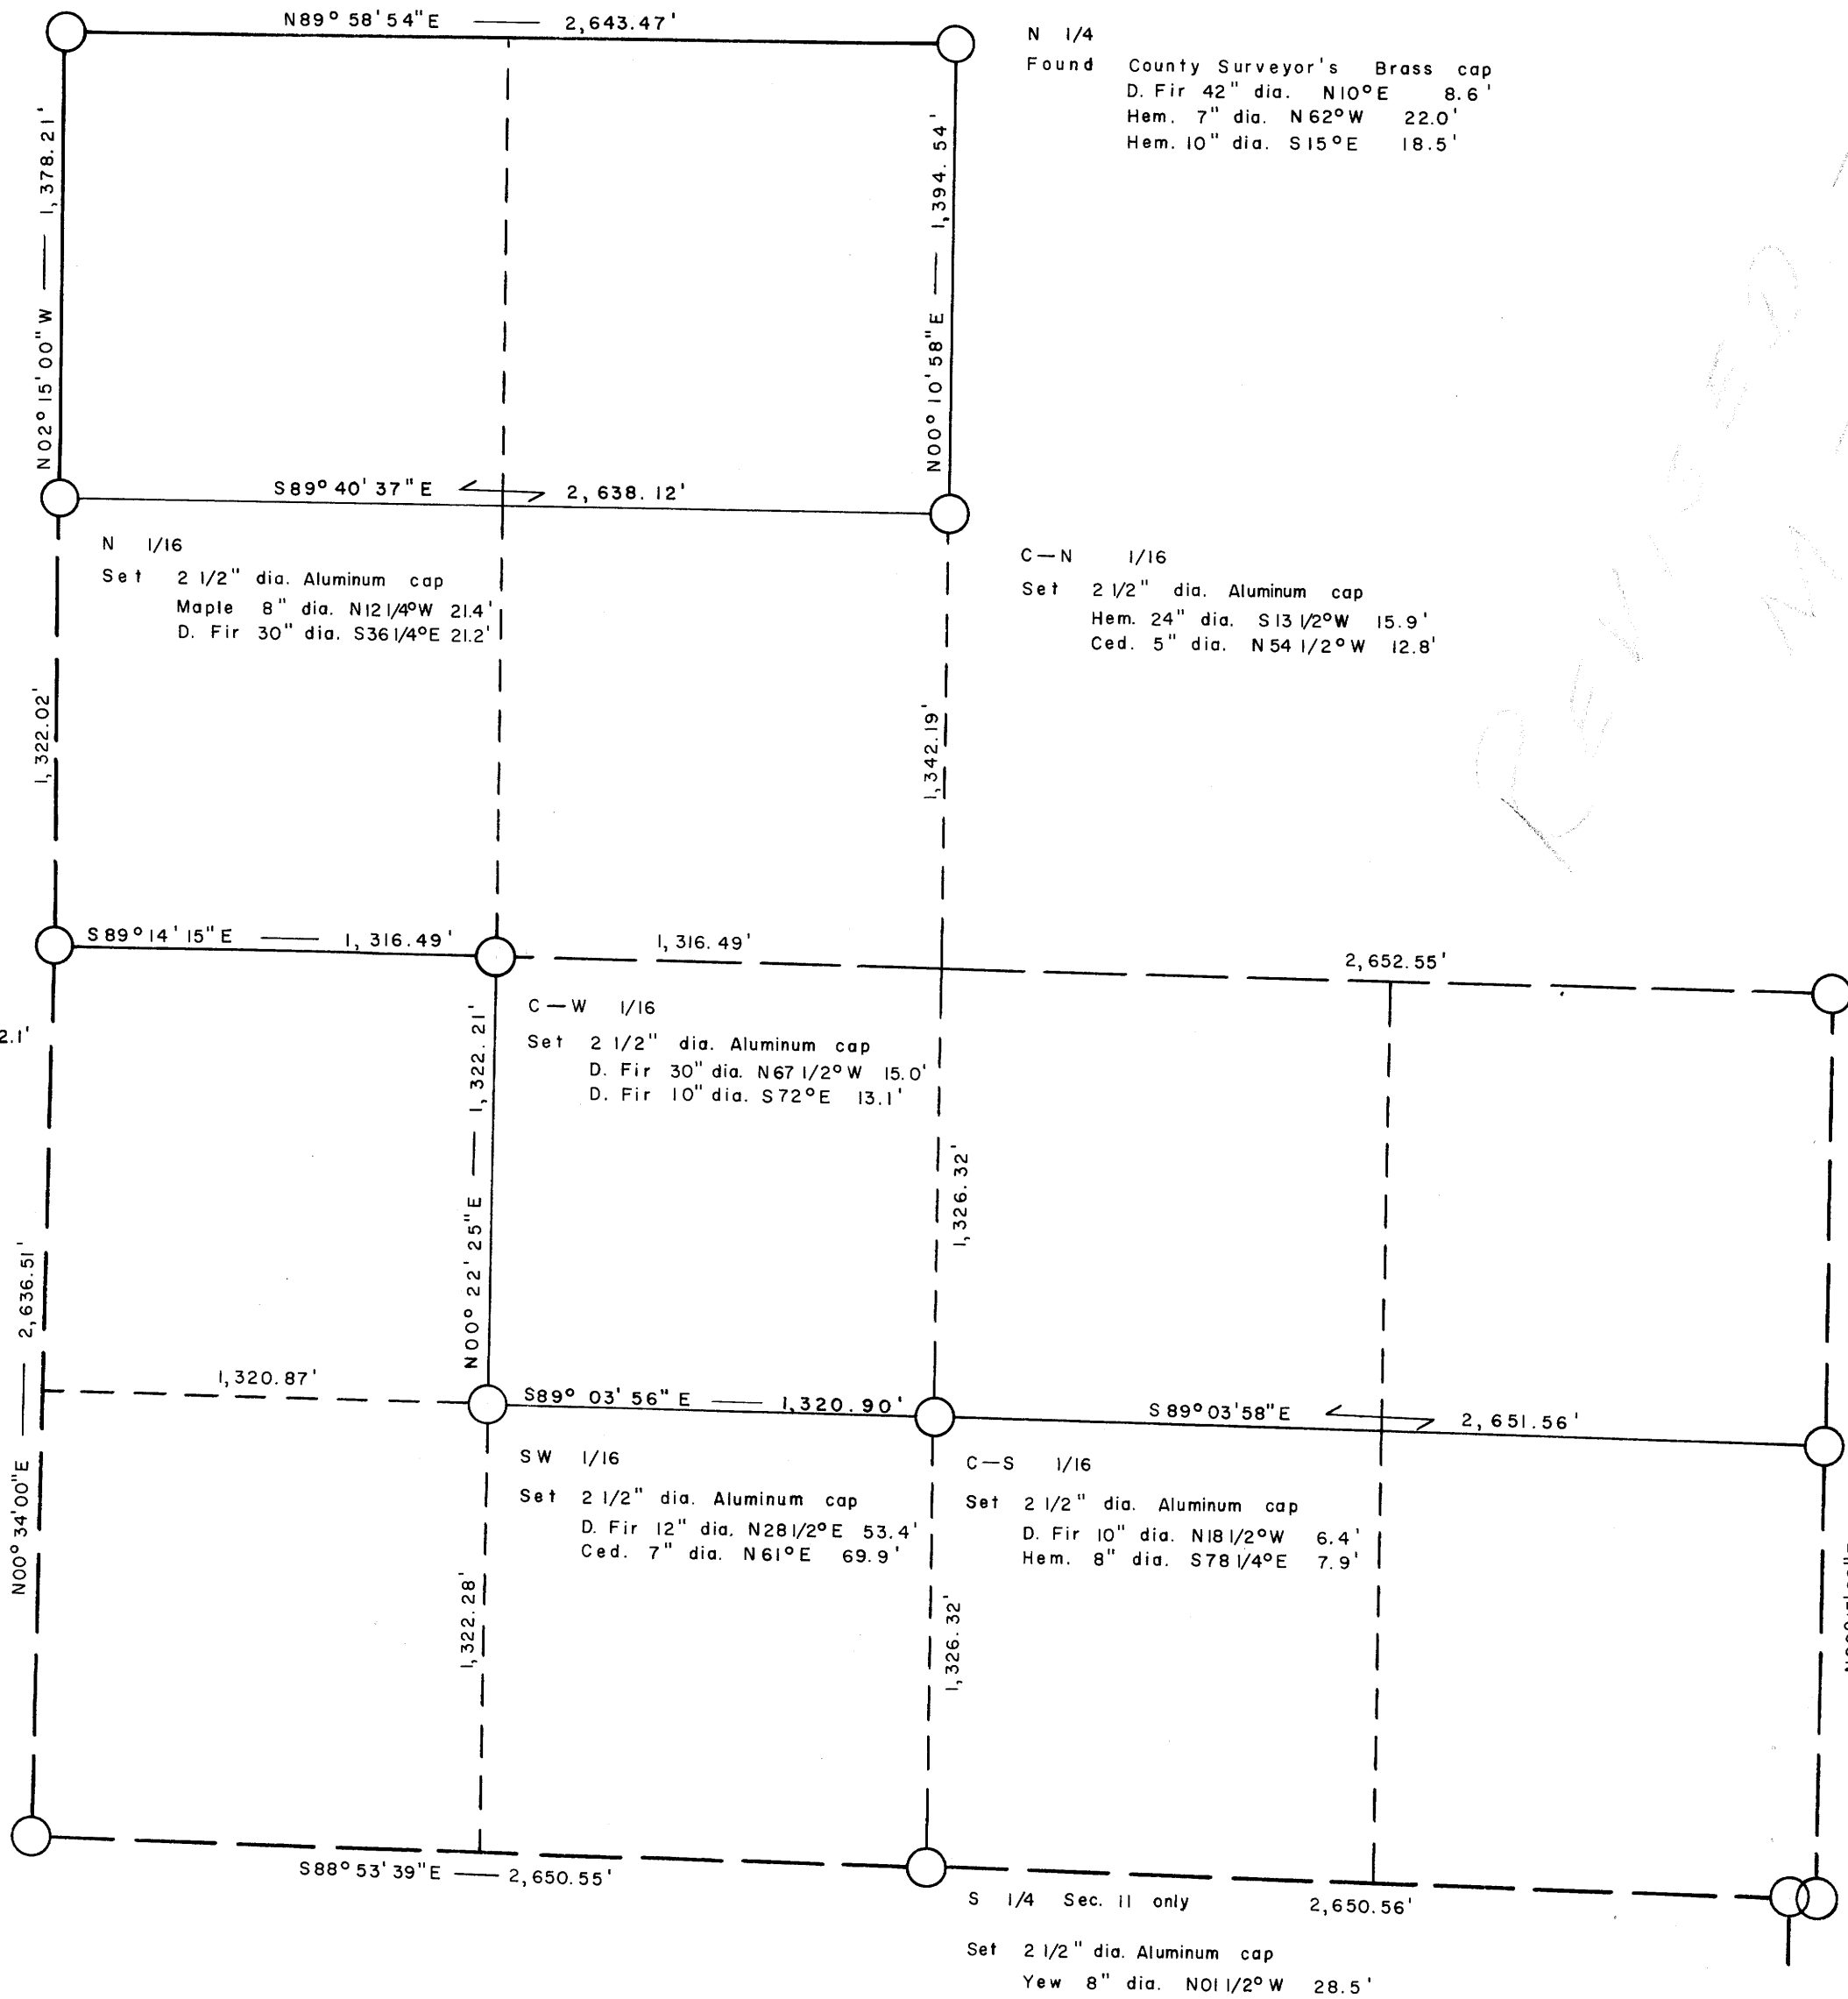 N89° 58' 54" E —— 2,643.47'
N 1/4
Found County Surveyor's Brass cap
D. Fir 42" dia. N10°E 8.6'
Hem. 7" dia. N62°W 22.0'
Hem. 10" dia. S15°E 18.5'
N02° 15' 00" W —— 1,378.21'
N00° 10' 58" E —— 1,394.54'
S89° 40' 37" E 2,638.12'
N 1/16
Set 2 1/2" dia. Aluminum cap
Maple 8" dia. N12 1/4°W 21.4'
D. Fir 30" dia. S36 1/4°E 21.2'
C—N 1/16
Set 2 1/2" dia. Aluminum cap
Hem. 24" dia. S13 1/2°W 15.9'
Ced. 5" dia. N54 1/2°W 12.8'
1,322.02'
1,342.19'
REVISED
S89° 14' 15" E —— 1,316.49'
1,316.49'
2,652.55'
2.1'
C—W 1/16
Set 2 1/2" dia. Aluminum cap
D. Fir 30" dia. N67 1/2°W 15.0'
D. Fir 10" dia. S72°E 13.1'
N00° 22' 25" E —— 1,322.21'
1,326.32'
N00° 34' 00" E —— 2,636.51'
1,320.87'
S89° 03' 56" E —— 1,320.90'
S89° 03' 58" E 2,651.56'
SW 1/16
Set 2 1/2" dia. Aluminum cap
D. Fir 12" dia. N28 1/2°E 53.4'
Ced. 7" dia. N61°E 69.9'
C—S 1/16
Set 2 1/2" dia. Aluminum cap
D. Fir 10" dia. N18 1/2°W 6.4'
Hem. 8" dia. S78 1/4°E 7.9'
1,322.28'
1,326.32'
S88° 53' 39" E —— 2,650.55'
S 1/4 Sec. 11 only
2,650.56'
Set 2 1/2" dia. Aluminum cap
Yew 8" dia. N01 1/2°W 28.5'